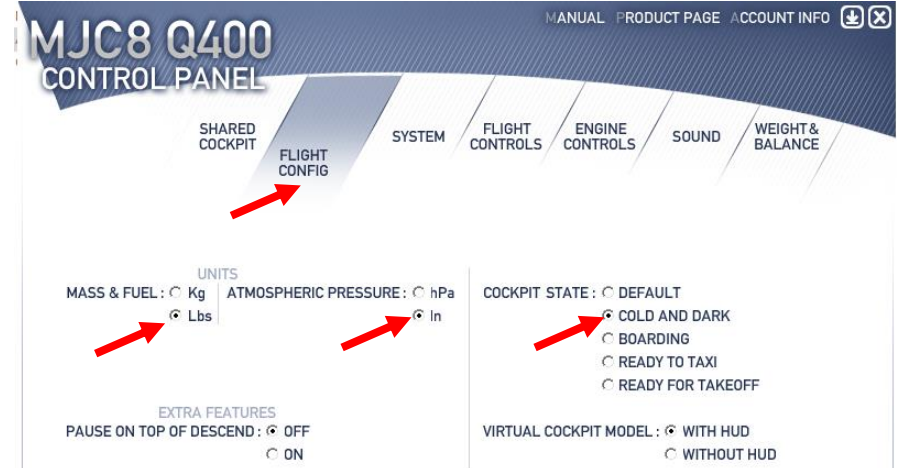 MANUAL PRODUCT PAGE ACCOUNT INFO
MJC8 Q400
CONTROL PANEL
SHARED COCKPIT
FLIGHT CONFIG
SYSTEM
FLIGHT CONTROLS
ENGINE CONTROLS
SOUND
WEIGHT & BALANCE
UNITS
MASS & FUEL : Kg
Lbs
ATMOSPHERIC PRESSURE : hPa
In
COCKPIT STATE : DEFAULT
COLD AND DARK
BOARDING
READY TO TAXI
READY FOR TAKEOFF
EXTRA FEATURES
PAUSE ON TOP OF DESCEND : OFF
ON
VIRTUAL COCKPIT MODEL : WITH HUD
WITHOUT HUD